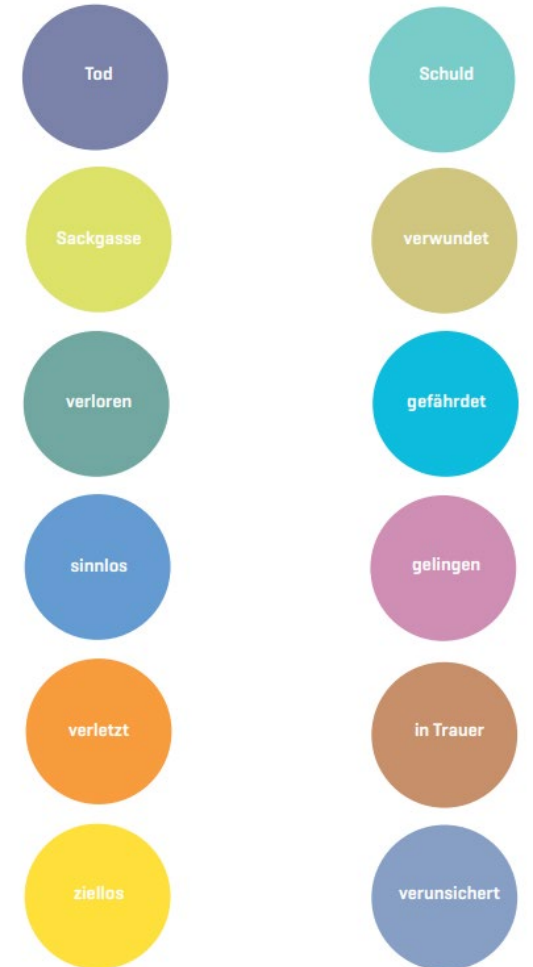 Tod
Schuld
Sackgasse
verwundet
verloren
gefährdet
sinnlos
gelingen
verletzt
in Trauer
ziellos
verunsichert